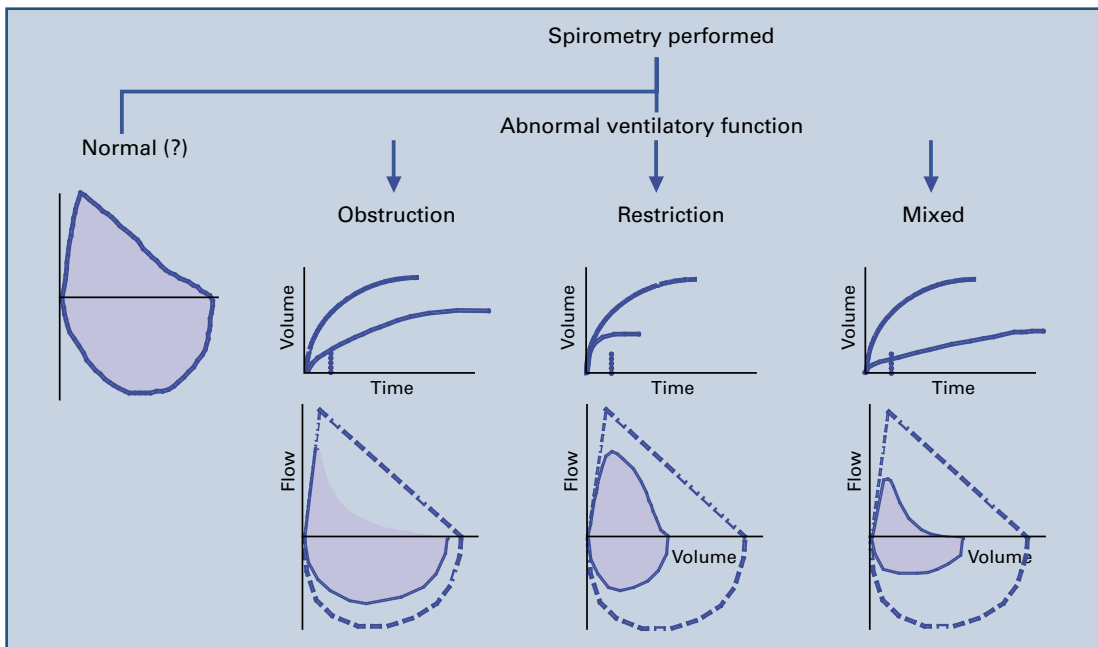 Spirometry performed
Abnormal ventilatory function
Normal (?)
Obstruction
Restriction
Mixed
Volume
Time
Volume
Time
Volume
Time
Flow
Flow
Volume
Flow
Volume